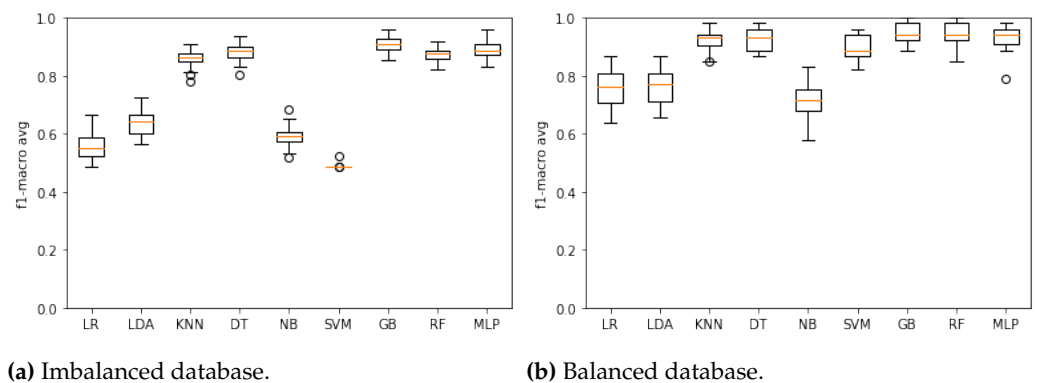 1.0
0.8
0.6
0.4
0.2
0.0
f1-macro avg
LR LDA KNN DT NB SVM GB RF MLP
(a) Imbalanced database.
1.0
0.8
0.6
0.4
0.2
0.0
f1-macro avg
LR LDA KNN DT NB SVM GB RF MLP
(b) Balanced database.